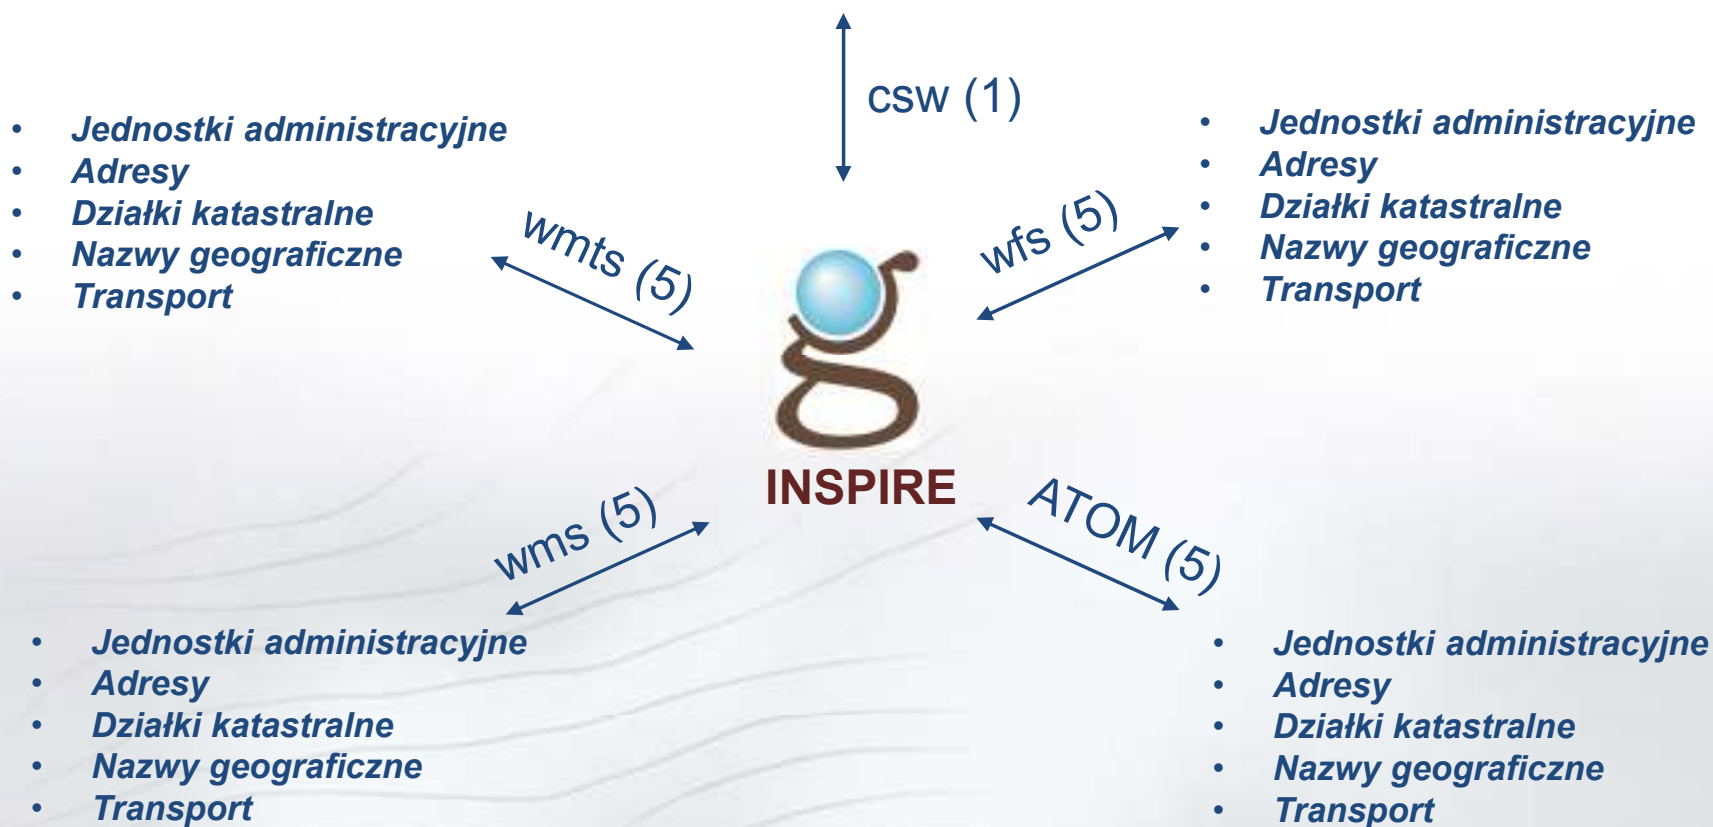 csw (1)
• Jednostki administracyjne
• Adresy
• Działki katastralne
• Nazwy geograficzne
• Transport
wmts (5)
wfs (5)
• Jednostki administracyjne
• Adresy
• Działki katastralne
• Nazwy geograficzne
• Transport
g
INSPIRE
wms (5)
ATOM (5)
• Jednostki administracyjne
• Adresy
• Działki katastralne
• Nazwy geograficzne
• Transport
• Jednostki administracyjne
• Adresy
• Działki katastralne
• Nazwy geograficzne
• Transport